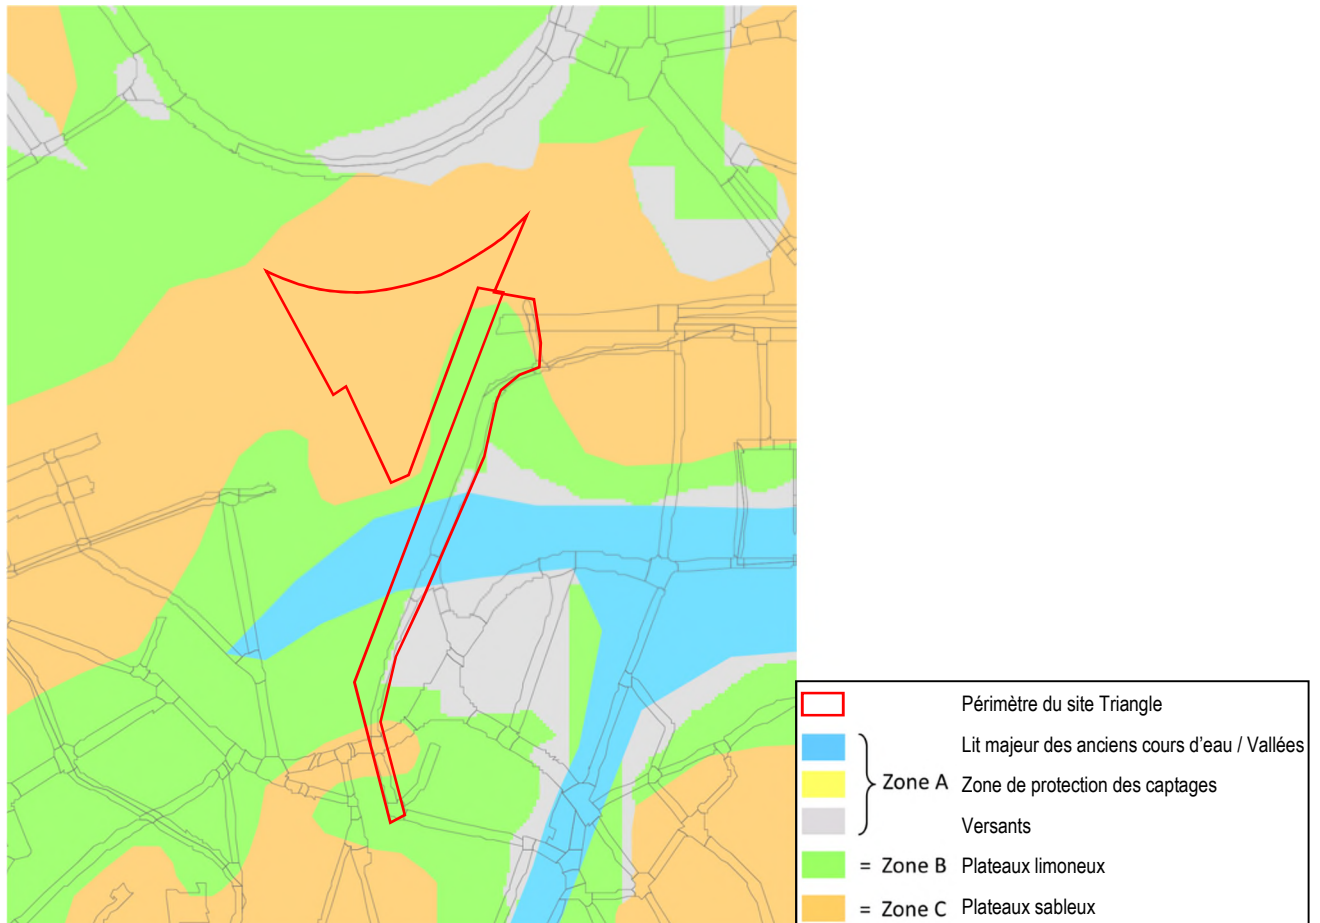 Périmètre du site Triangle
Lit majeur des anciens cours d'eau / Vallées
Zone A Zone de protection des captages
Versants
= Zone B Plateaux limoneux
= Zone C Plateaux sableux